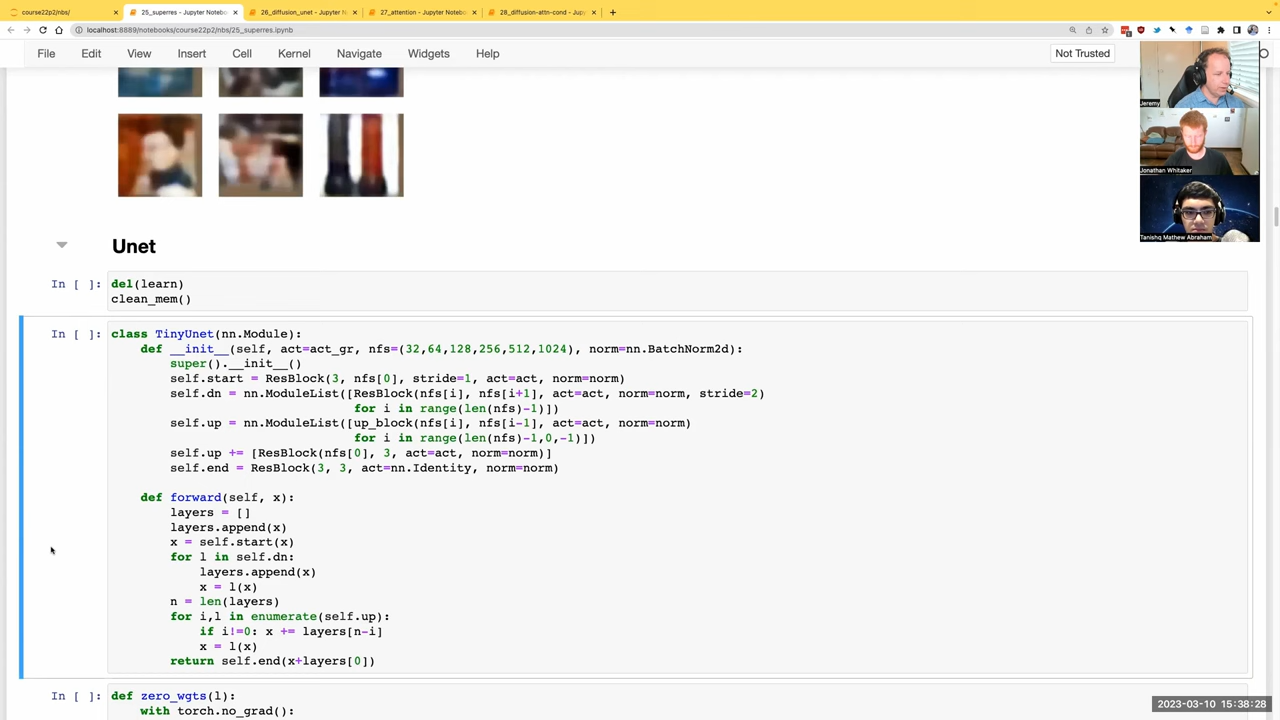 course22p2/nbs/
25_superres - Jupyter Notebook
26_diffusion_unet - Jupyter N
27_attention - Jupyter Notebook
28_diffusion-attn-cond - Jupyt
localhost:8889/notebooks/course22p2/nbs/25_superres.ipynb
File Edit View Insert Cell Kernel Navigate Widgets Help
Not Trusted
Jeremy
Jonathan Whitaker
Tanishq Mathew Abraham
Unet
In [ ]: del(learn)
clean_mem()
In [ ]: class TinyUnet(nn.Module):
def __init__(self, act=act_gr, nfs=(32,64,128,256,512,1024), norm=nn.BatchNorm2d):
super().__init__()
self.start = ResBlock(3, nfs[0], stride=1, act=act, norm=norm)
self.dn = nn.ModuleList([ResBlock(nfs[i], nfs[i+1], act=act, norm=norm, stride=2)
for i in range(len(nfs)-1)])
self.up = nn.ModuleList([up_block(nfs[i], nfs[i-1], act=act, norm=norm)
for i in range(len(nfs)-1,0,-1)])
self.up += [ResBlock(nfs[0], 3, act=act, norm=norm)]
self.end = ResBlock(3, 3, act=nn.Identity, norm=norm)
def forward(self, x):
layers = []
layers.append(x)
x = self.start(x)
for l in self.dn:
layers.append(x)
x = l(x)
n = len(layers)
for i,l in enumerate(self.up):
if i!=0: x += layers[n-i]
x = l(x)
return self.end(x+layers[0])
In [ ]: def zero_wgts(l):
with torch.no_grad():
2023-03-10 15:38:28